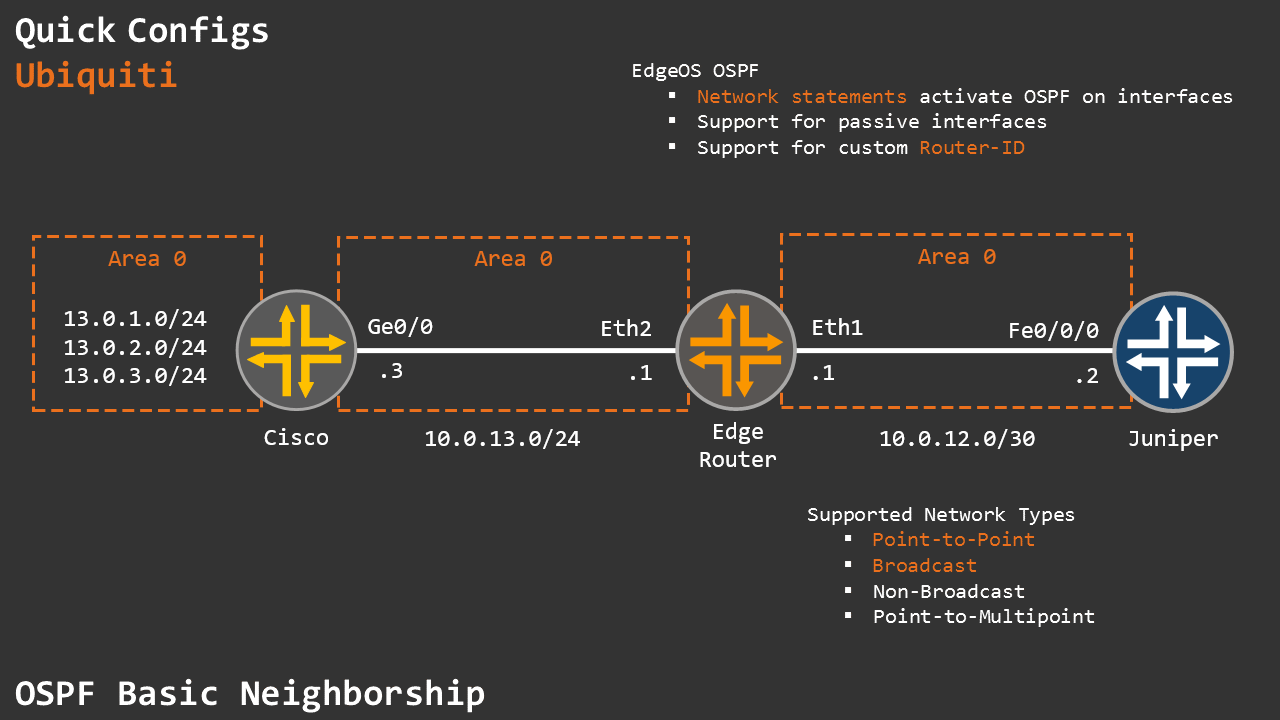 Quick Configs
Ubiquiti
EdgeOS OSPF
▪ Network statements activate OSPF on interfaces
▪ Support for passive interfaces
▪ Support for custom Router-ID
Area 0
Area 0
Area 0
13.0.1.0/24
13.0.2.0/24
13.0.3.0/24
Ge0/0
Eth2
Eth1
Fe0/0/0
.3
.1
.1
.2
Cisco
10.0.13.0/24
Edge
Router
10.0.12.0/30
Juniper
Supported Network Types
▪ Point-to-Point
▪ Broadcast
▪ Non-Broadcast
▪ Point-to-Multipoint
OSPF Basic Neighborship